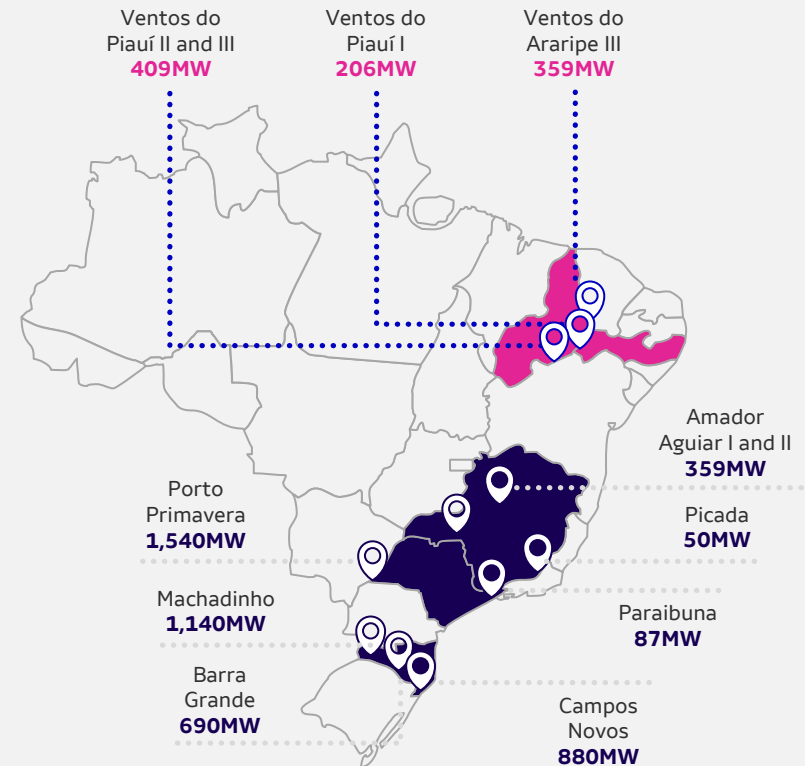 Ventos do
Piauí II and III
409MW
Ventos do
Piauí I
206MW
Ventos do
Araripe III
359MW
Amador
Aguiar I and II
359MW
Porto
Primavera
1,540MW
Picada
50MW
Machadinho
1,140MW
Paraibuna
87MW
Barra
Grande
690MW
Campos
Novos
880MW